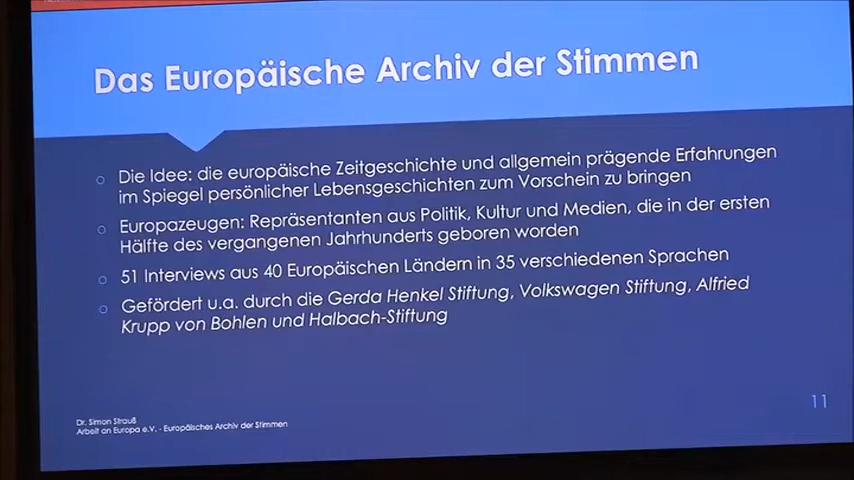 Das Europäische Archiv der Stimmen
Die Idee: die europäische Zeitgeschichte und allgemein prägende Erfahrungen
im Spiegel persönlicher Lebensgeschichten zum Vorschein zu bringen
Europazeugen: Repräsentanten aus Politik, Kultur und Medien, die in der ersten
Hälfte des vergangenen Jahrhunderts geboren worden
51 Interviews aus 40 Europäischen Ländern in 35 verschiedenen Sprachen
Gefördert u.a. durch die Gerda Henkel Stiftung, Volkswagen Stiftung, Alfried
Krupp von Bohlen und Halbach-Stiftung
Dr. Simon Strauß
Arbeit an Europa e.V. - Europäisches Archiv der Stimmen
11